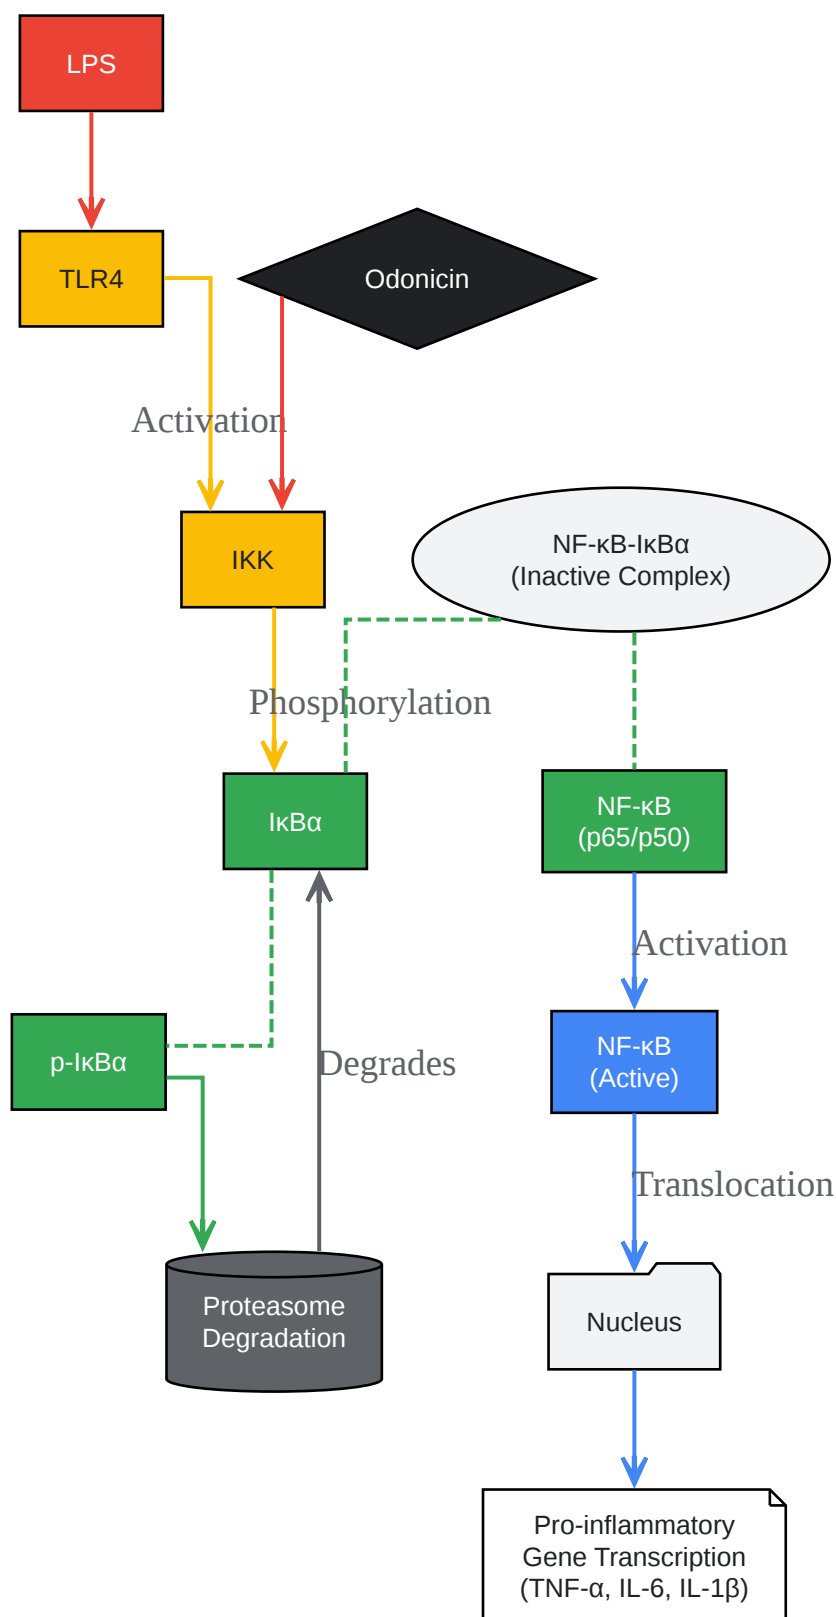 LPS
TLR4
Odonicin
Activation
IKK
NF-κB-IκBα
(Inactive Complex)
Phosphorylation
IκBα
NF-κB
(p65/p50)
Activation
p-IκBα
Degrades
NF-κB
(Active)
Translocation
Proteasome
Degradation
Nucleus
Pro-inflammatory
Gene Transcription
(TNF-α, IL-6, IL-1β)